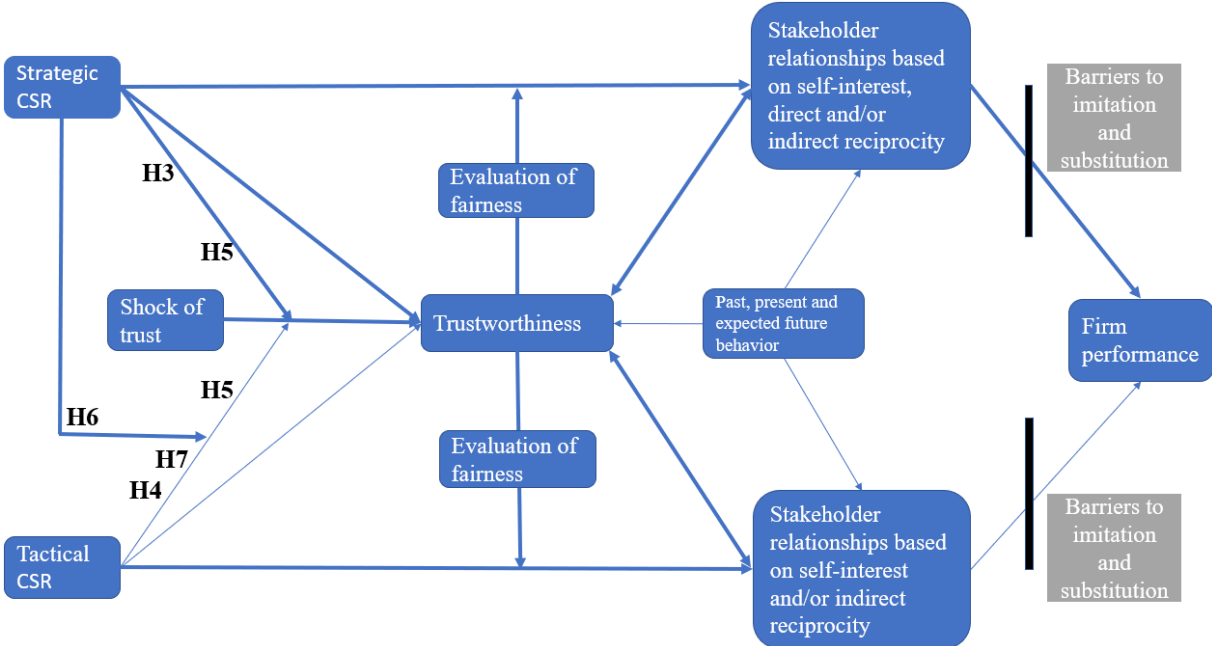 Strategic
CSR
Stakeholder
relationships based
on self-interest,
direct and/or
indirect reciprocity
Barriers to
imitation
and
substitution
H3
Evaluation of
fairness
H5
Shock of
trust
Trustworthiness
Past, present and
expected future
behavior
Firm
performance
H5
H6
H7
H4
Evaluation of
fairness
Tactical
CSR
Stakeholder
relationships based
on self-interest
and/or indirect
reciprocity
Barriers to
imitation
and
substitution